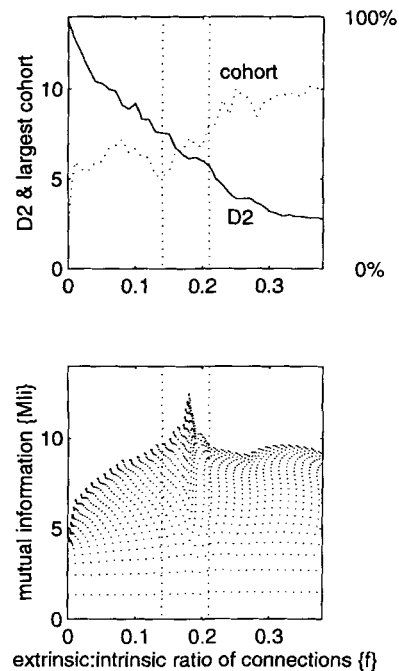 100%
10
5
0
D2 & largest cohort
cohort
D2
0%
0 0.1 0.2 0.3
10
5
0
mutual information {MIi}
0 0.1 0.2 0.3
extrinsic:intrinsic ratio of connections {f}